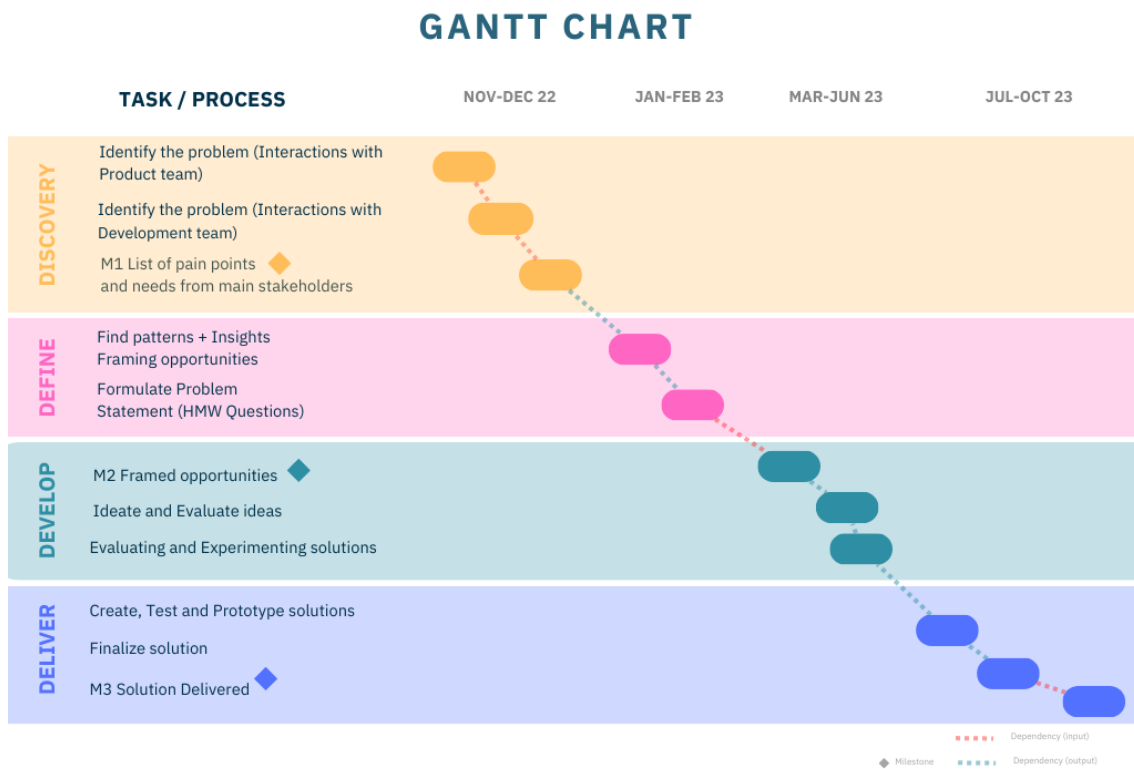 GANTT CHART
TASK / PROCESS
NOV-DEC 22
JAN-FEB 23
MAR-JUN 23
JUL-OCT 23
DISCOVERY
Identify the problem (Interactions with
Product team)
Identify the problem (Interactions with
Development team)
M1 List of pain points
and needs from main stakeholders
DEFINE
Find patterns + Insights
Framing opportunities
Formulate Problem
Statement (HMW Questions)
DEVELOP
M2 Framed opportunities
Ideate and Evaluate ideas
Evaluating and Experimenting solutions
DELIVER
Create, Test and Prototype solutions
Finalize solution
M3 Solution Delivered
Dependency (input)
Milestone
Dependency (output)